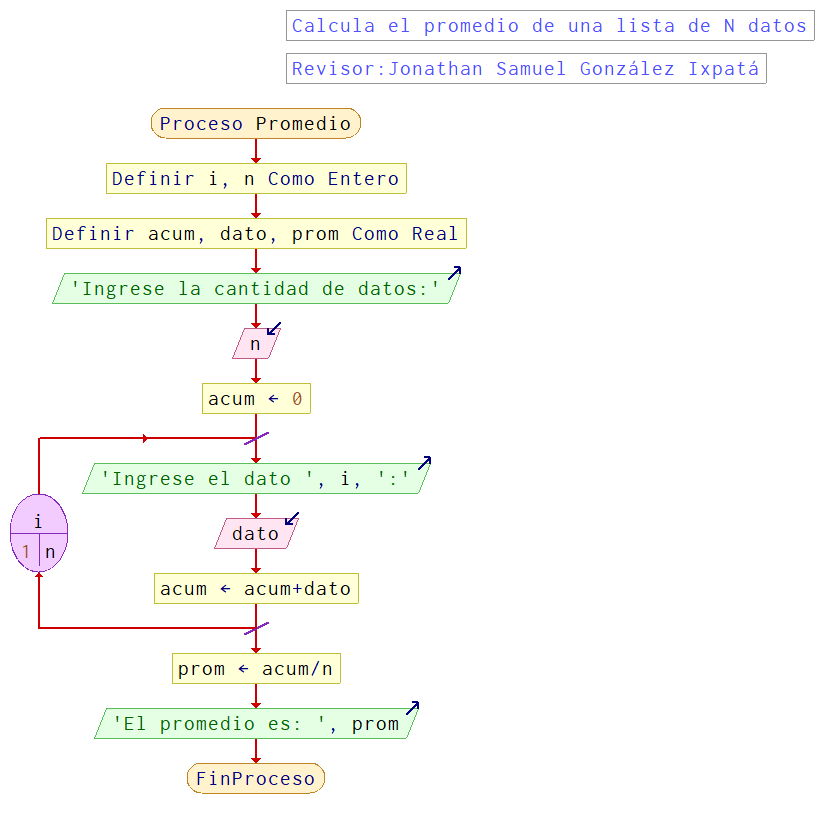 Calcula el promedio de una lista de N datos
Revisor:Jonathan Samuel González Ixpatá
Proceso Promedio
Definir i, n Como Entero
Definir acum, dato, prom Como Real
'Ingrese la cantidad de datos:'
n
acum ← 0
'Ingrese el dato ', i, ':'
i
1 n
dato
acum ← acum+dato
prom ← acum/n
'El promedio es: ', prom
FinProceso